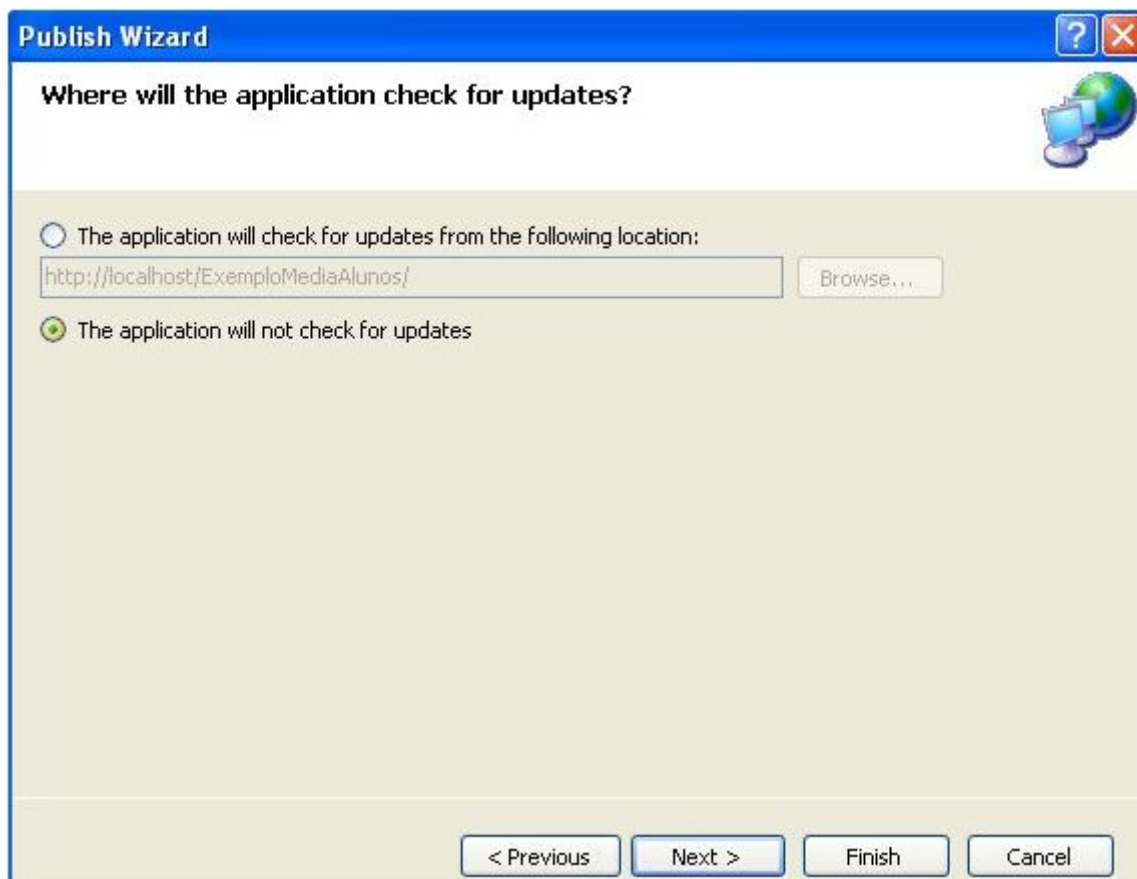 Publish Wizard
Where will the application check for updates?
The application will check for updates from the following location:
http://localhost/ExemploMediaAlunos/
Browse...
The application will not check for updates
< Previous
Next >
Finish
Cancel